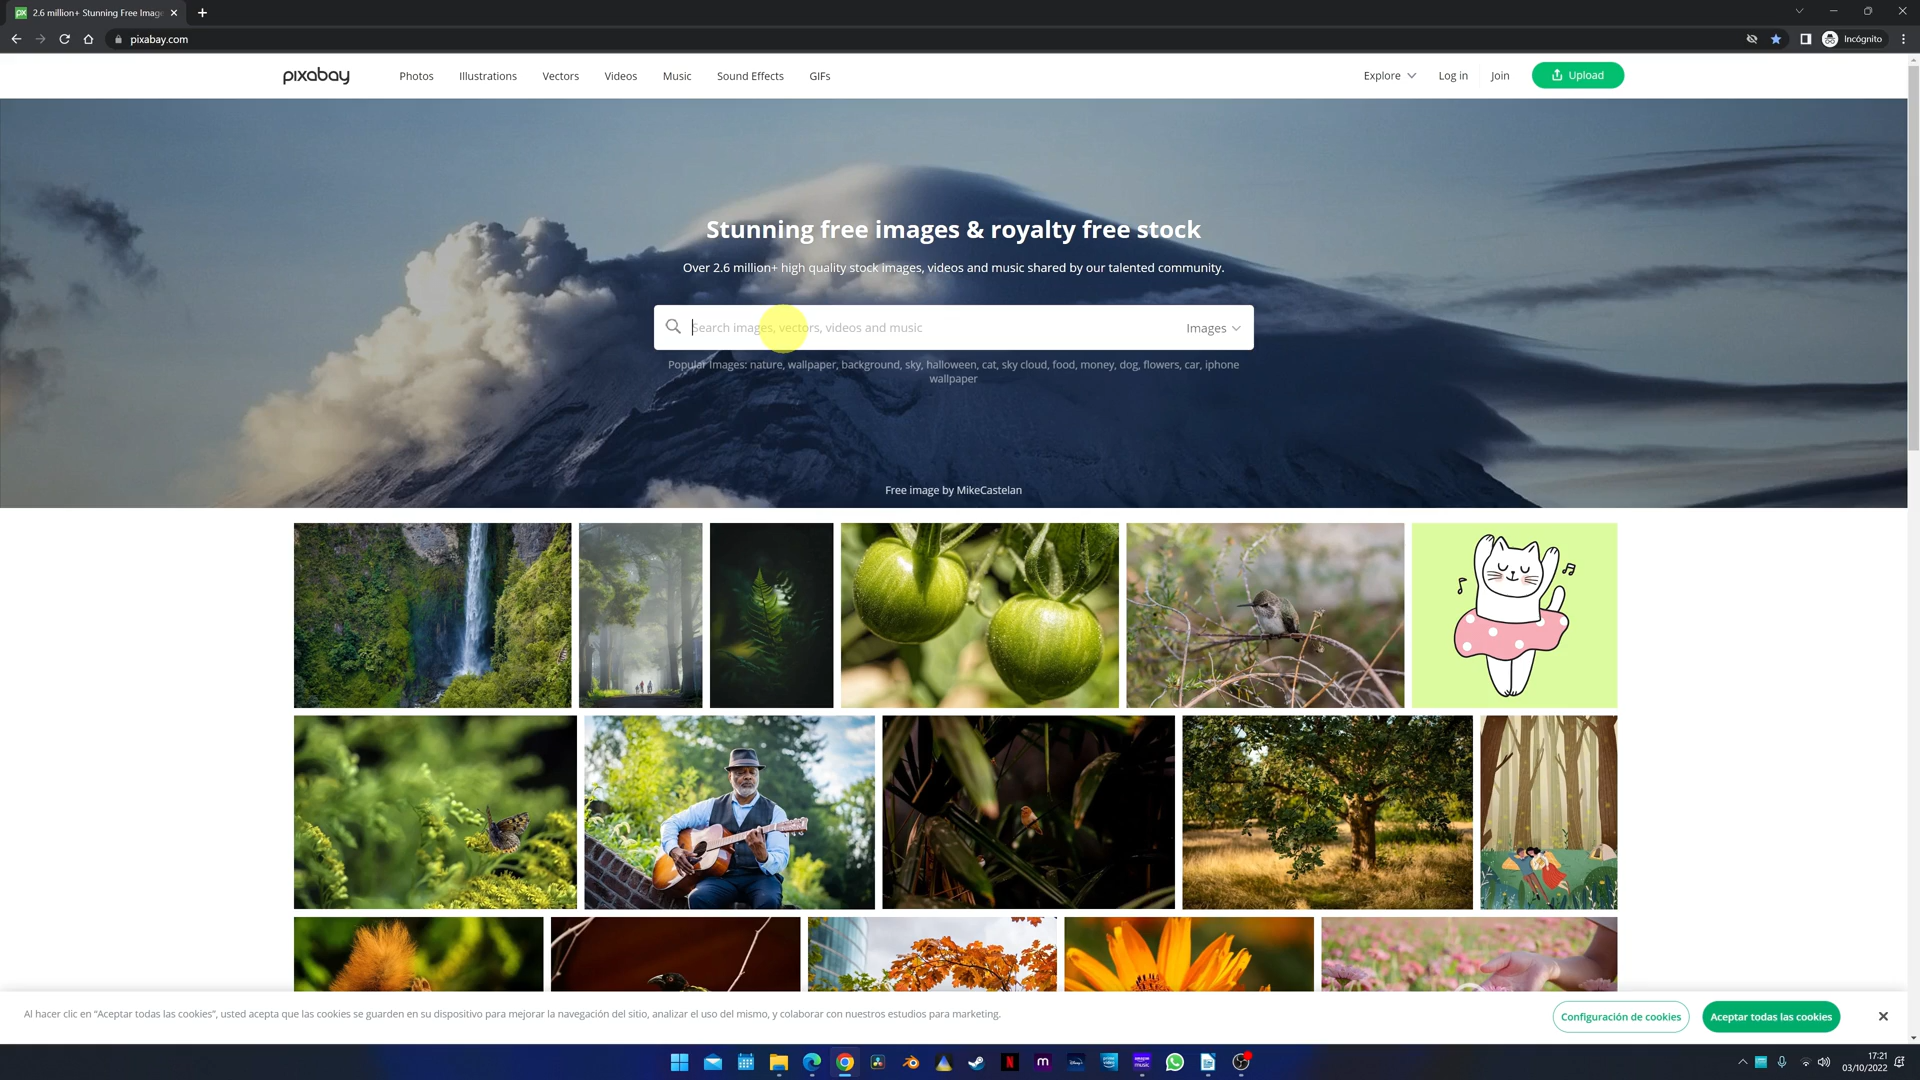 2.6 million+ Stunning Free Imag
pixabay.com
Incógnito
pixabay
Photos
Illustrations
Vectors
Videos
Music
Sound Effects
GIFs
Explore
Log in
Join
Upload
Stunning free images & royalty free stock
Over 2.6 million+ high quality stock images, videos and music shared by our talented community.
Search images, vectors, videos and music
Images
Popular Images: nature, wallpaper, background, sky, halloween, cat, sky cloud, food, money, dog, flowers, car, iphone
wallpaper
Free image by MikeCastelan
Al hacer clic en “Aceptar todas las cookies”, usted acepta que las cookies se guarden en su dispositivo para mejorar la navegación del sitio, analizar el uso del mismo, y colaborar con nuestros estudios para marketing.
Configuración de cookies
Aceptar todas las cookies
17:21
03/10/2022